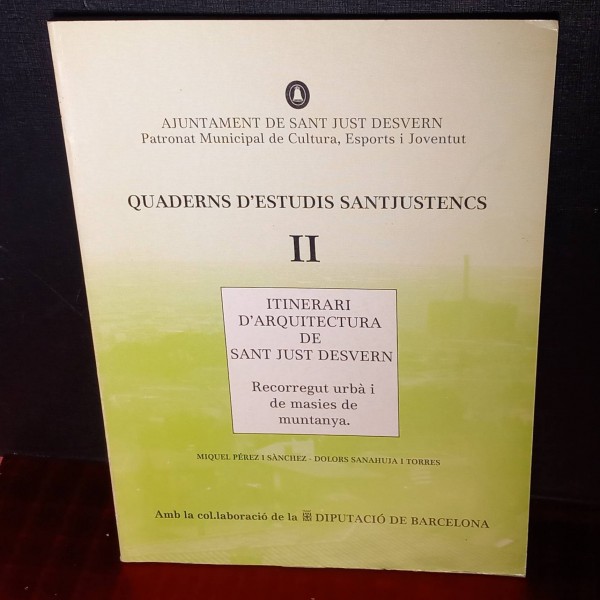 AJUNTAMENT DE SANT JUST DESVERN
Patronat Municipal de Cultura, Esports i Joventut
QUADERNS D'ESTUDIS SANTJUSTENCS
II
ITINERARI
D'ARQUITECTURA
DE
SANT JUST DESVERN
Recorregut urbà i
de masies de
muntanya.
MIQUEL PÉREZ I SÀNCHEZ - DOLORS SANAHUJA I TORRES
Amb la col.laboració de la DIPUTACIÓ DE BARCELONA